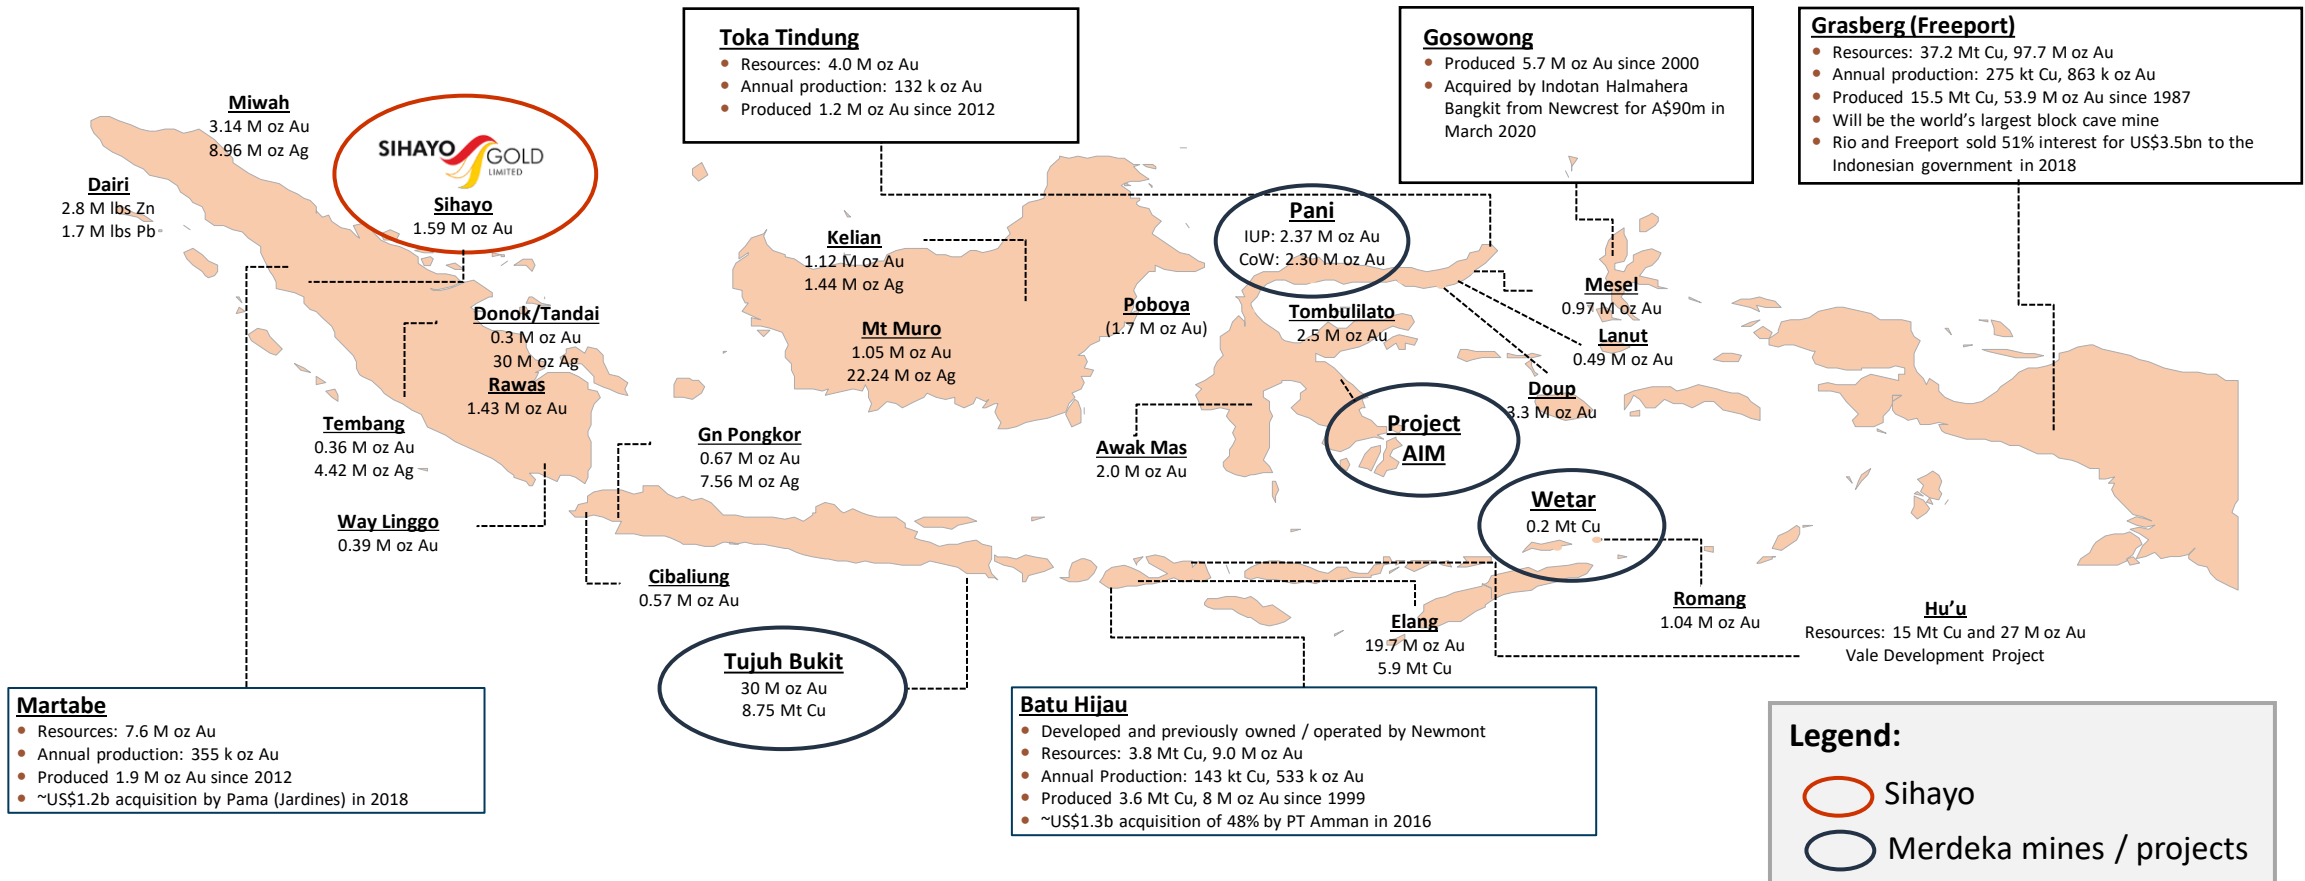 Toka Tindung
• Resources: 4.0 M oz Au
• Annual production: 132 k oz Au
• Produced 1.2 M oz Au since 2012
Gosowong
• Produced 5.7 M oz Au since 2000
• Acquired by Indotan Halmahera
Bangkit from Newcrest for A$90m in
March 2020
Grasberg (Freeport)
• Resources: 37.2 Mt Cu, 97.7 M oz Au
• Annual production: 275 kt Cu, 863 k oz Au
• Produced 15.5 Mt Cu, 53.9 M oz Au since 1987
• Will be the world's largest block cave mine
• Rio and Freeport sold 51% interest for US$3.5bn to the
Indonesian government in 2018
Miwah
3.14 M oz Au
8.96 M oz Ag
SIHAYO GOLD
LIMITED
Sihayo
1.59 M oz Au
Dairi
2.8 M lbs Zn
1.7 M lbs Pb
Kelian
1.12 M oz Au
1.44 M oz Ag
Pani
IUP: 2.37 M oz Au
CoW: 2.30 M oz Au
Mesel
0.97 M oz Au
Donok/Tandai
0.3 M oz Au
30 M oz Ag
Rawas
1.43 M oz Au
Mt Muro
1.05 M oz Au
22.24 M oz Ag
Poboya
(1.7 M oz Au)
Tombulilato
2.5 M oz Au
Lanut
0.49 M oz Au
Doup
3.3 M oz Au
Tembang
0.36 M oz Au
4.42 M oz Ag
Gn Pongkor
0.67 M oz Au
7.56 M oz Ag
Awak Mas
2.0 M oz Au
Project
AIM
Wetar
0.2 Mt Cu
Way Linggo
0.39 M oz Au
Cibaliung
0.57 M oz Au
Romang
1.04 M oz Au
Elang
19.7 M oz Au
5.9 Mt Cu
Hu'u
Resources: 15 Mt Cu and 27 M oz Au
Vale Development Project
Tujuh Bukit
30 M oz Au
8.75 Mt Cu
Martabe
• Resources: 7.6 M oz Au
• Annual production: 355 k oz Au
• Produced 1.9 M oz Au since 2012
• ~US$1.2b acquisition by Pama (Jardines) in 2018
Batu Hijau
• Developed and previously owned / operated by Newmont
• Resources: 3.8 Mt Cu, 9.0 M oz Au
• Annual Production: 143 kt Cu, 533 k oz Au
• Produced 3.6 Mt Cu, 8 M oz Au since 1999
• ~US$1.3b acquisition of 48% by PT Amman in 2016
Legend:
Sihayo
Merdeka mines / projects